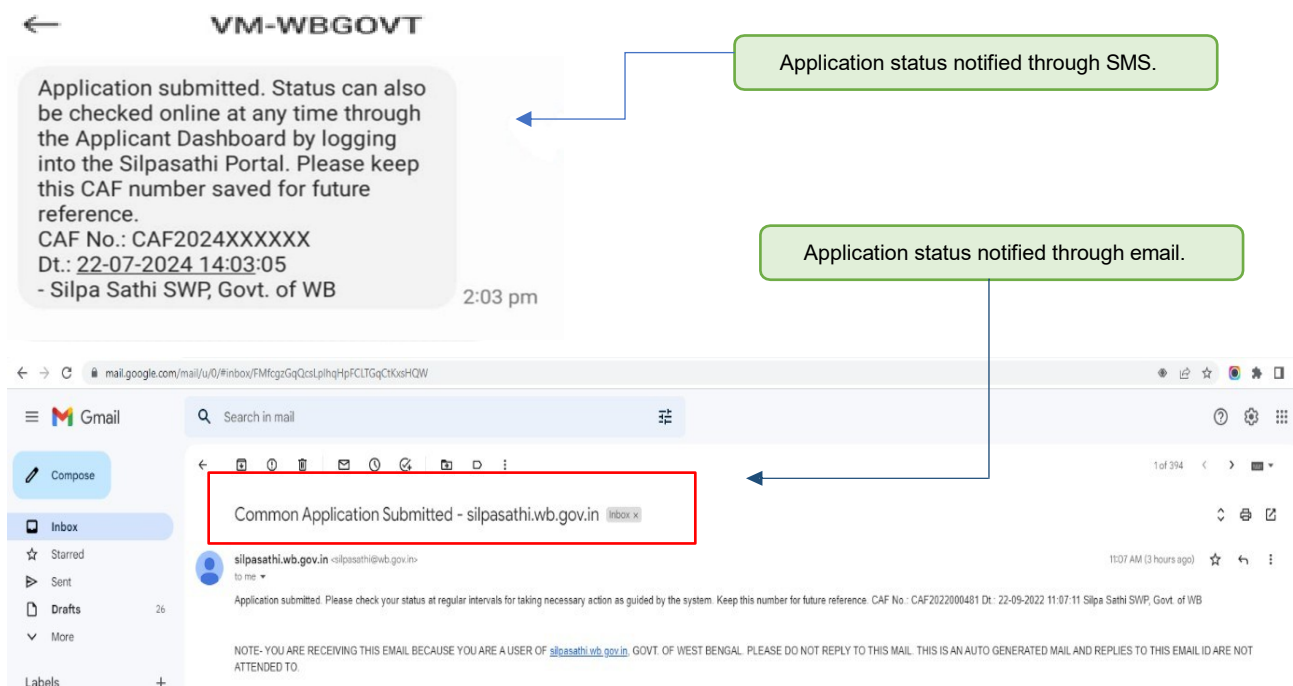 VM-WBGOVT
Application status notified through SMS.
Application submitted. Status can also
be checked online at any time through
the Applicant Dashboard by logging
into the Silpasathi Portal. Please keep
this CAF number saved for future
reference.
CAF No.: CAF2024XXXXXX
Dt.: 22-07-2024 14:03:05
- Silpa Sathi SWP, Govt. of WB
2:03 pm
Application status notified through email.
mail.google.com/mail/u/0/#inbox/FMfcgzGqQcsLplhqHpFCLTGqCtKxsHQW
Gmail
Search in mail
Compose
1 of 394
Common Application Submitted - silpasathi.wb.gov.in Inbox x
Inbox
Starred
silpasathi.wb.gov.in <silpasathi@wb.gov.in>
11:07 AM (3 hours ago)
to me
Sent
Application submitted. Please check your status at regular intervals for taking necessary action as guided by the system. Keep this number for future reference. CAF No.: CAF2022000481 Dt.: 22-09-2022 11:07:11 Silpa Sathi SWP, Govt. of WB
Drafts 26
More
NOTE- YOU ARE RECEIVING THIS EMAIL BECAUSE YOU ARE A USER OF silpasathi.wb.gov.in, GOVT. OF WEST BENGAL. PLEASE DO NOT REPLY TO THIS MAIL. THIS IS AN AUTO GENERATED MAIL AND REPLIES TO THIS EMAIL ID ARE NOT
ATTENDED TO.
Labels +